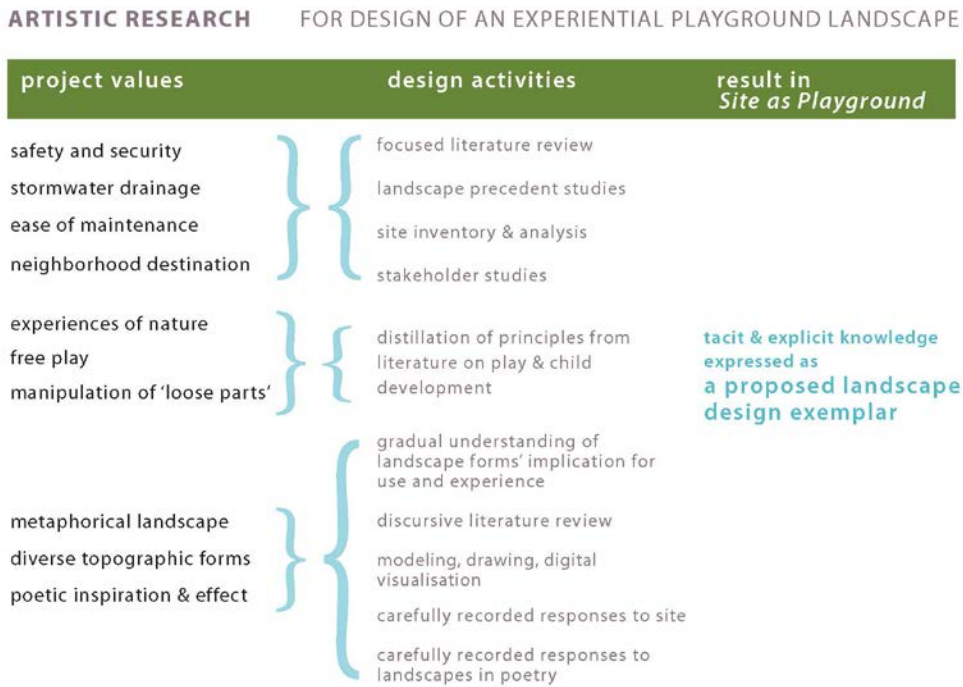 ARTISTIC RESEARCH FOR DESIGN OF AN EXPERIENTIAL PLAYGROUND LANDSCAPE
project values
design activities
result in
Site as Playground
safety and security
stormwater drainage
ease of maintenance
neighborhood destination
focused literature review
landscape precedent studies
site inventory & analysis
stakeholder studies
experiences of nature
free play
manipulation of ‘loose parts‘
distillation of principles from
literature on play & child
development
tacit & explicit knowledge
expressed as
a proposed landscape
design exemplar
metaphorical landscape
diverse topographic forms
poetic inspiration & effect
gradual understanding of
landscape forms’ implication for
use and experience
discursive literature review
modeling, drawing, digital
visualisation
carefully recorded responses to site
carefully recorded responses to
landscapes in poetry